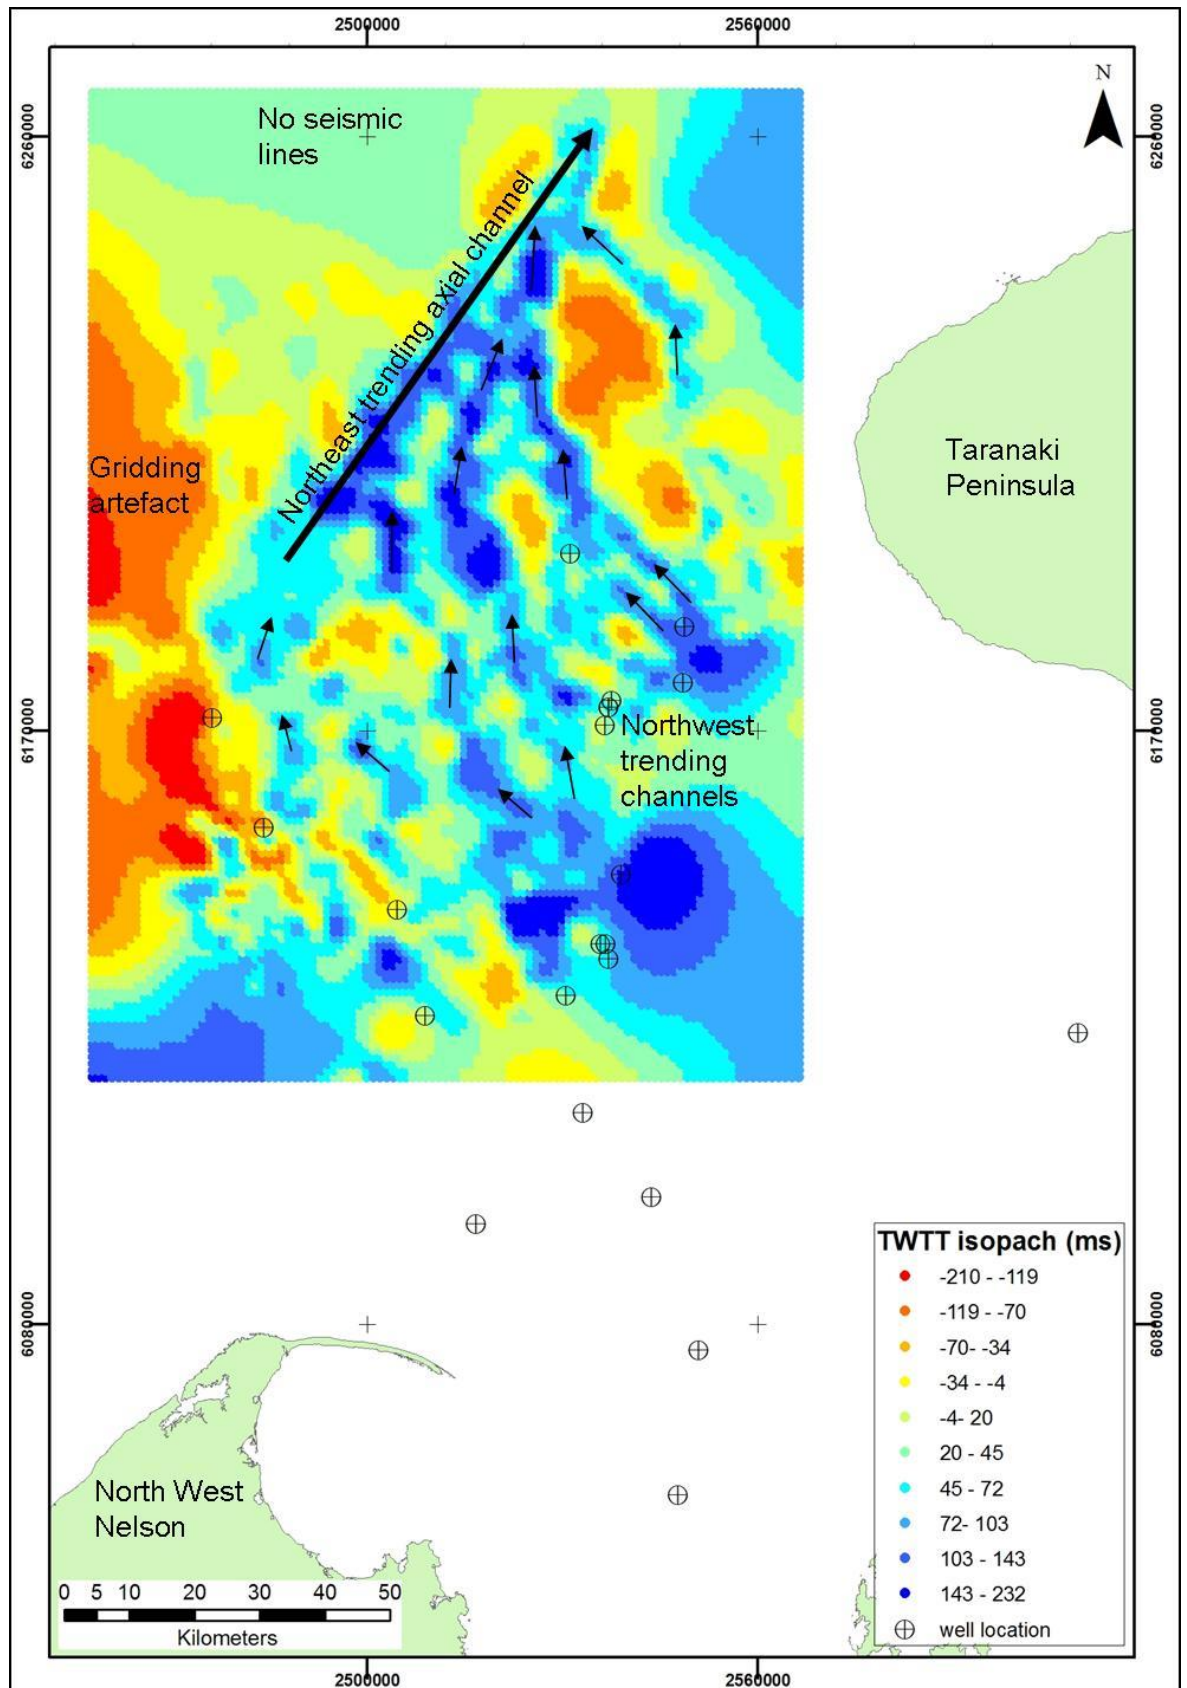 2500000
2560000
N
6260000
6260000
No seismic
lines
Northeast trending axial channel
Gridding
artefact
Taranaki
Peninsula
6170000
6170000
Northwest
trending
channels
TWTT isopach (ms)
-210 - -119
-119 - -70
-70- -34
-34 - -4
-4- 20
20 - 45
45 - 72
72- 103
103 - 143
143 - 232
well location
6080000
6080000
North West
Nelson
0 5 10 20 30 40 50
Kilometers
2500000
2560000